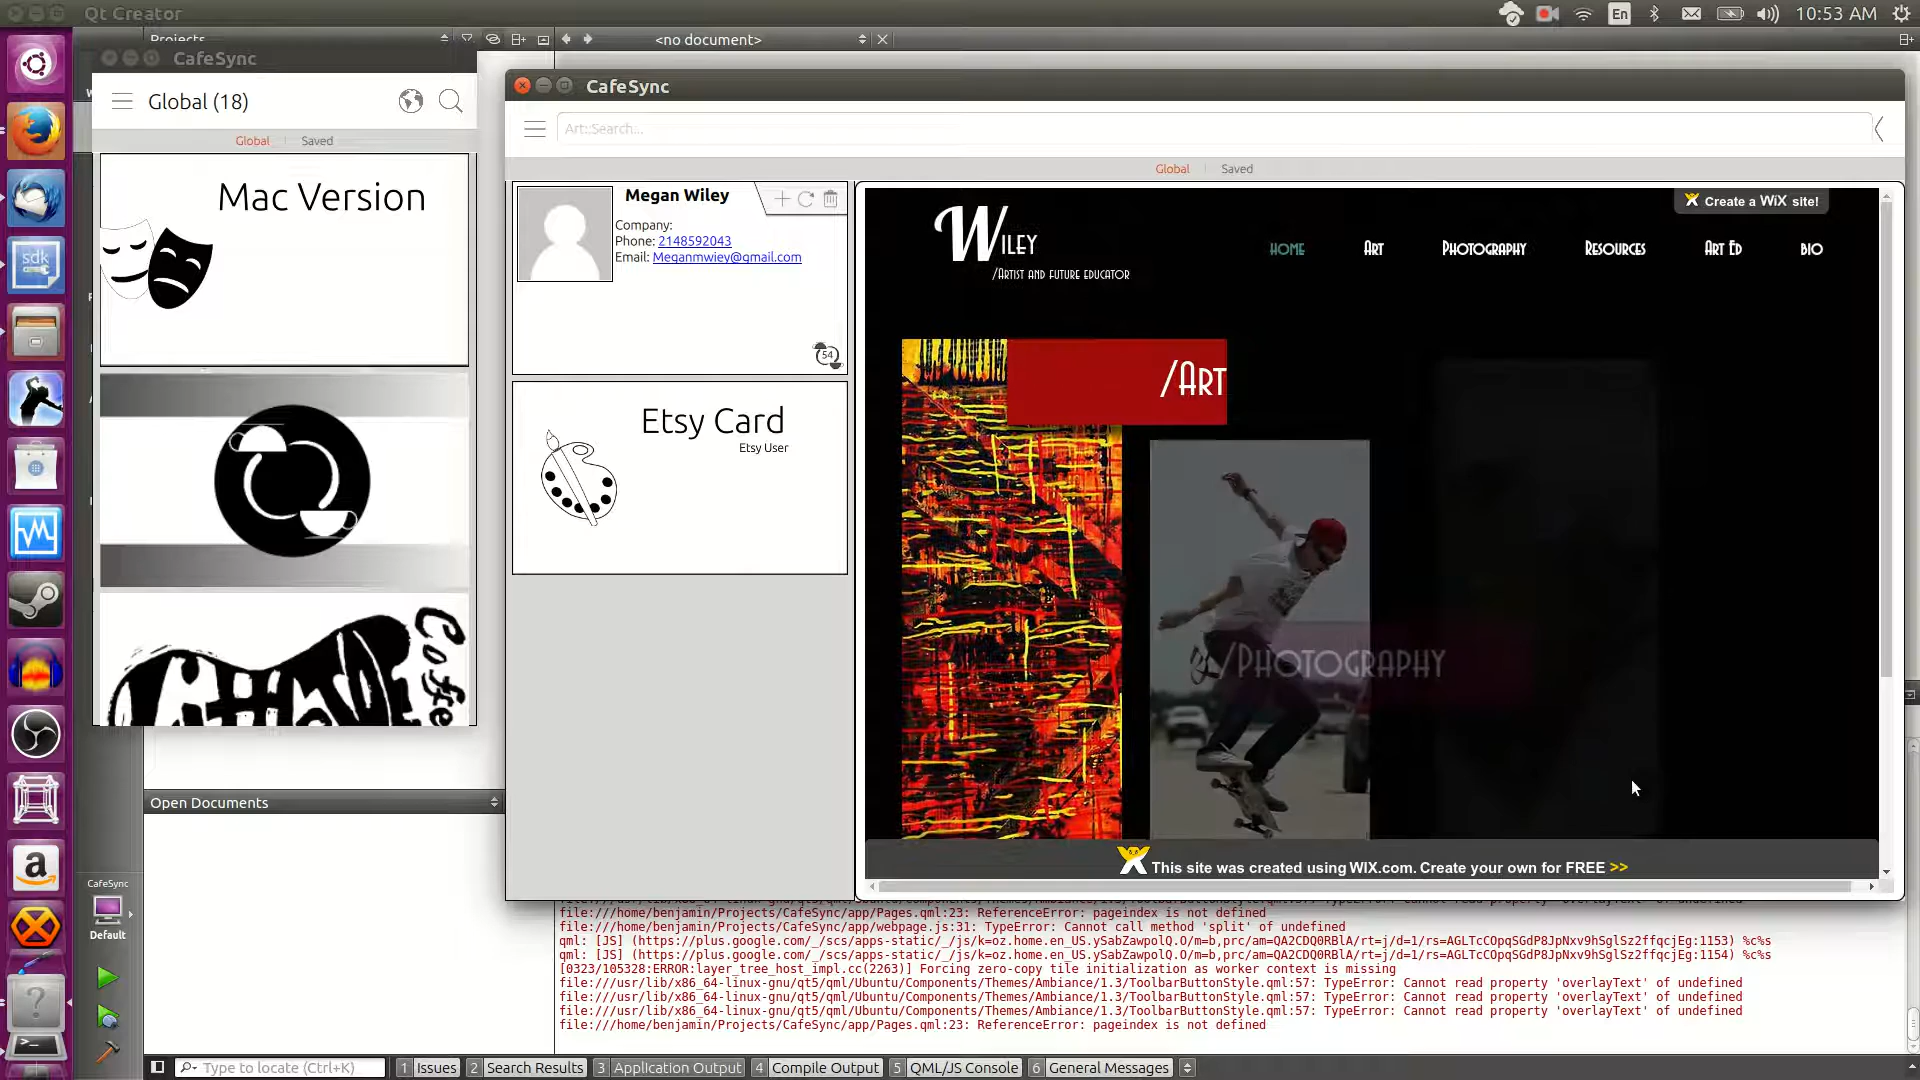 Qt Creator
En
10:53 AM
Projects
<no document>
CafeSync
Global (18)
Global
Saved
Mac Version
Coffee
CafeSync
Art::Search...
Global
Saved
Megan Wiley
Company:
Phone: 2148592043
Email: Meganmwiey@gmail.com
54
Etsy Card
Etsy User
Create a WiX site!
Wiley
/Artist and future educator
Home
Art
Photography
Resources
Art Ed
Bio
/Art
/Photography
This site was created using WIX.com. Create your own for FREE >>
Open Documents
sdk
CafeSync
Default
file:///home/benjamin/Projects/CafeSync/app/Pages.qml:23: ReferenceError: pageindex is not defined
file:///home/benjamin/Projects/CafeSync/app/webpage.js:31: TypeError: Cannot call method 'split' of undefined
qml: [JS] (https://plus.google.com/_/scs/apps-static/_/js/k=oz.home.en_US.ySabZawpolQ.O/m=b,prc/am=QA2CDQ0RBlA/rt=j/d=1/rs=AGLTcCOpqSGdP8JpNxv9hSglSz2ffqcjEg:1153) %c%s
qml: [JS] (https://plus.google.com/_/scs/apps-static/_/js/k=oz.home.en_US.ySabZawpolQ.O/m=b,prc/am=QA2CDQ0RBlA/rt=j/d=1/rs=AGLTcCOpqSGdP8JpNxv9hSglSz2ffqcjEg:1154) %c%s
[0323/105328:ERROR:layer_tree_host_impl.cc(2263)] Forcing zero-copy tile initialization as worker context is missing
file:///usr/lib/x86_64-linux-gnu/qt5/qml/Ubuntu/Components/Themes/Ambiance/1.3/ToolbarButtonStyle.qml:57: TypeError: Cannot read property 'overlayText' of undefined
file:///usr/lib/x86_64-linux-gnu/qt5/qml/Ubuntu/Components/Themes/Ambiance/1.3/ToolbarButtonStyle.qml:57: TypeError: Cannot read property 'overlayText' of undefined
file:///usr/lib/x86_64-linux-gnu/qt5/qml/Ubuntu/Components/Themes/Ambiance/1.3/ToolbarButtonStyle.qml:57: TypeError: Cannot read property 'overlayText' of undefined
file:///home/benjamin/Projects/CafeSync/app/Pages.qml:23: ReferenceError: pageindex is not defined
Type to locate (Ctrl+K)
1 Issues
2 Search Results
3 Application Output
4 Compile Output
5 QML/JS Console
6 General Messages